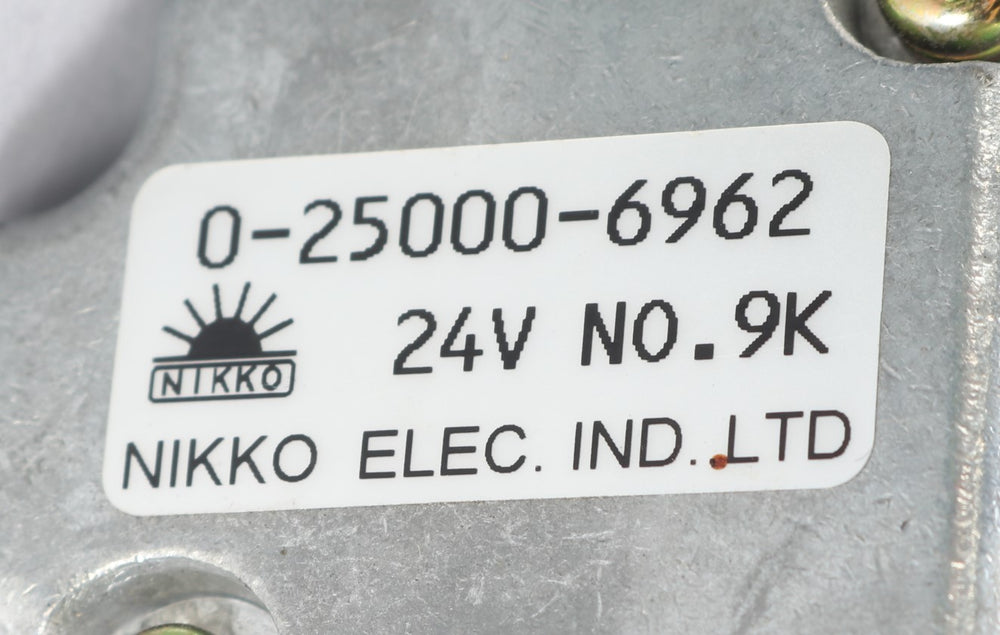 0-25000-6962
24V NO.9K
NIKKO
NIKKO ELEC. IND. LTD